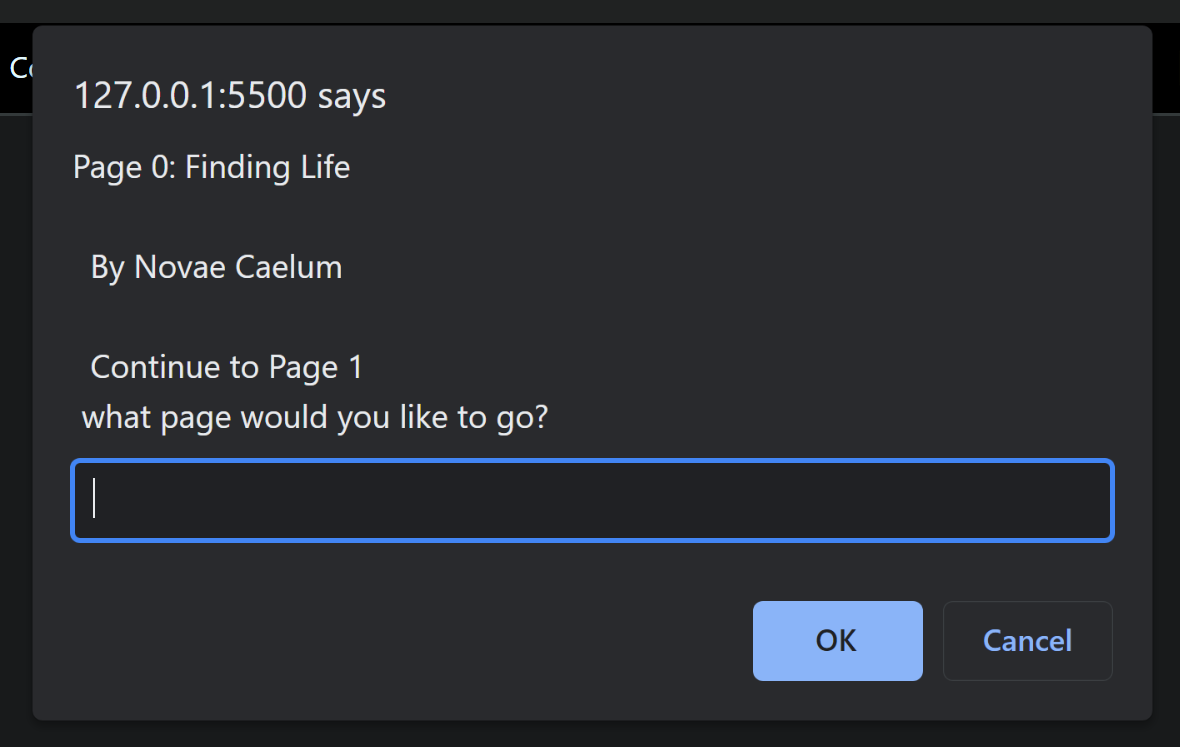 127.0.0.1:5500 says
Page 0: Finding Life
By Novae Caelum
Continue to Page 1
what page would you like to go?
OK
Cancel